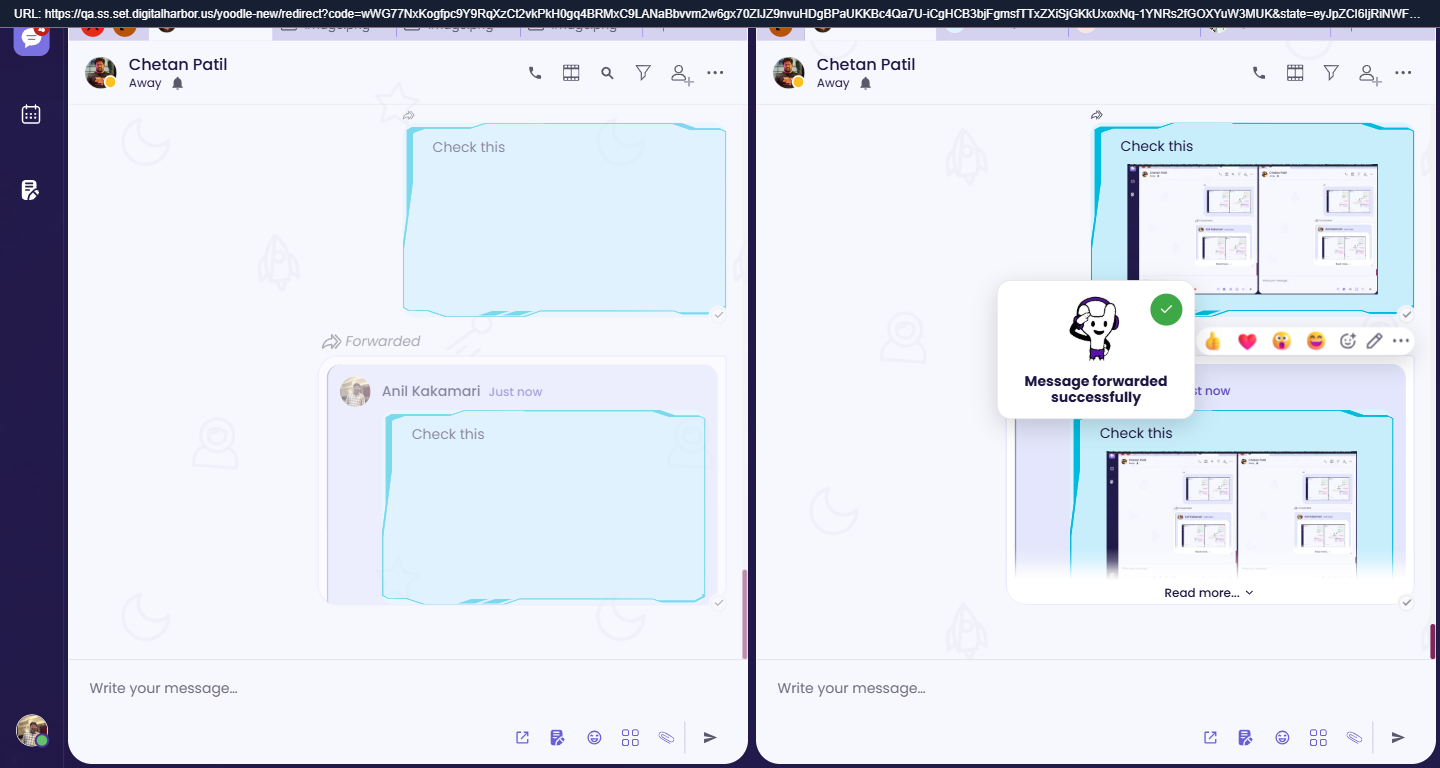 URL: https://qa.ss.set.digitalharbor.us/yoodle-new/redirect?code=wWG77NxKogfpc9Y9RqXzCt2vkPkH0gq4BRMxC9LANaBbvvm2w6gx70ZIJZ9nvuHDgBPaUKKBc4Qa7U-iCgHCB3bjFgmsfTTxZXiSjGKkUxoxNq-1YNRs2fGOXYuW3MUK&state=eyJpZCI6IjRiNWF...
Chetan Patil
Away
Check this
Forwarded
Anil Kakamari Just now
Check this
Write your message...
Chetan Patil
Away
Check this
Message forwarded
successfully
st now
Check this
Read more...
Write your message...